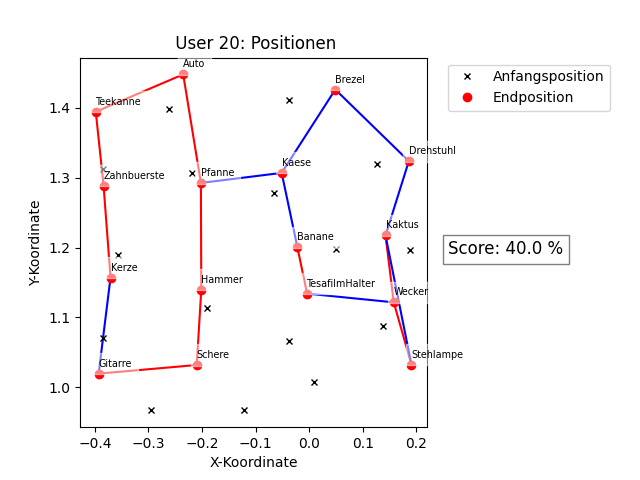 User 20: Positionen
Anfangsposition
Endposition
Score: 40.0 %
Y-Koordinate
1.4
1.3
1.2
1.1
1.0
Auto
Brezel
Teekanne
Drehstuhl
Kaese
Pfanne
Zahnbuerste
Kaktus
Banane
Kerze
Hammer
TesafilmHalter
Wecker
Schere
Stehlampe
Gitarre
−0.4 −0.3 −0.2 −0.1 0.0 0.1 0.2
X-Koordinate